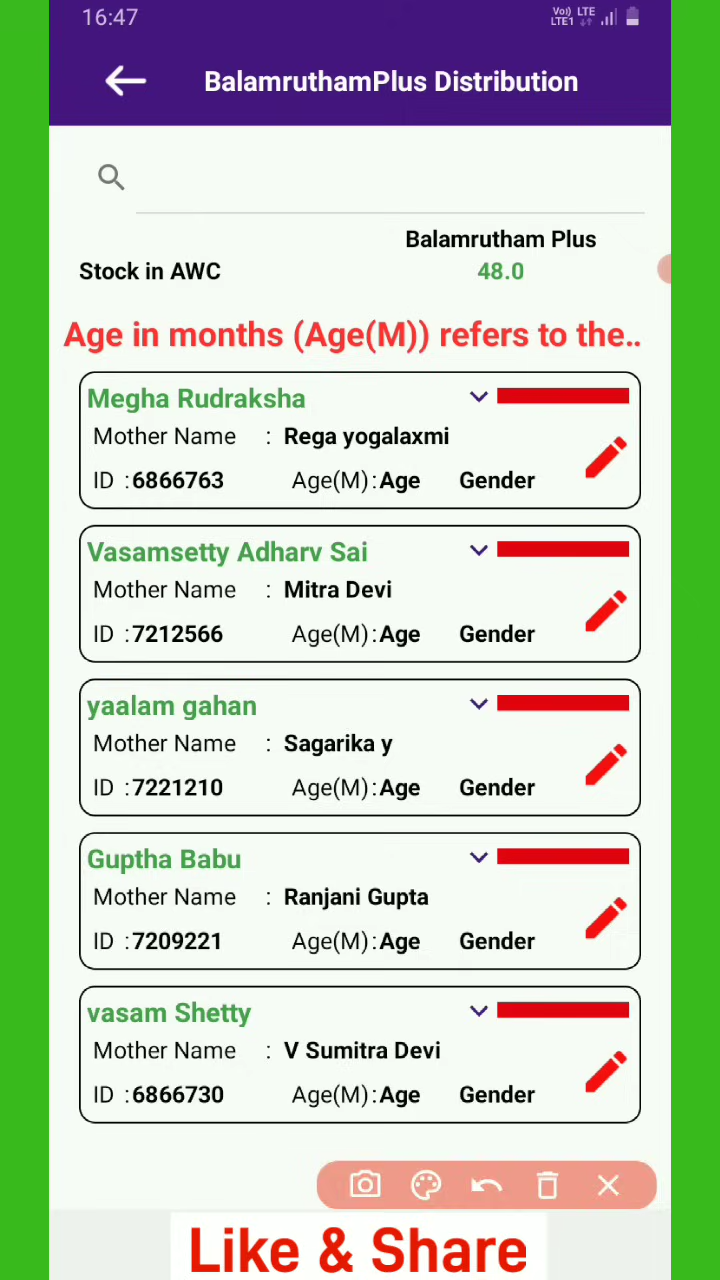 16:47
Vo) LTE
LTE1
BalamruthamPlus Distribution
Balamrutham Plus
Stock in AWC 48.0
Age in months (Age(M)) refers to the..
Megha Rudraksha
Mother Name : Rega yogalaxmi
ID :6866763 Age(M):Age Gender
Vasamsetty Adharv Sai
Mother Name : Mitra Devi
ID :7212566 Age(M):Age Gender
yaalam gahan
Mother Name : Sagarika y
ID :7221210 Age(M):Age Gender
Guptha Babu
Mother Name : Ranjani Gupta
ID :7209221 Age(M):Age Gender
vasam Shetty
Mother Name : V Sumitra Devi
ID :6866730 Age(M):Age Gender
Like & Share